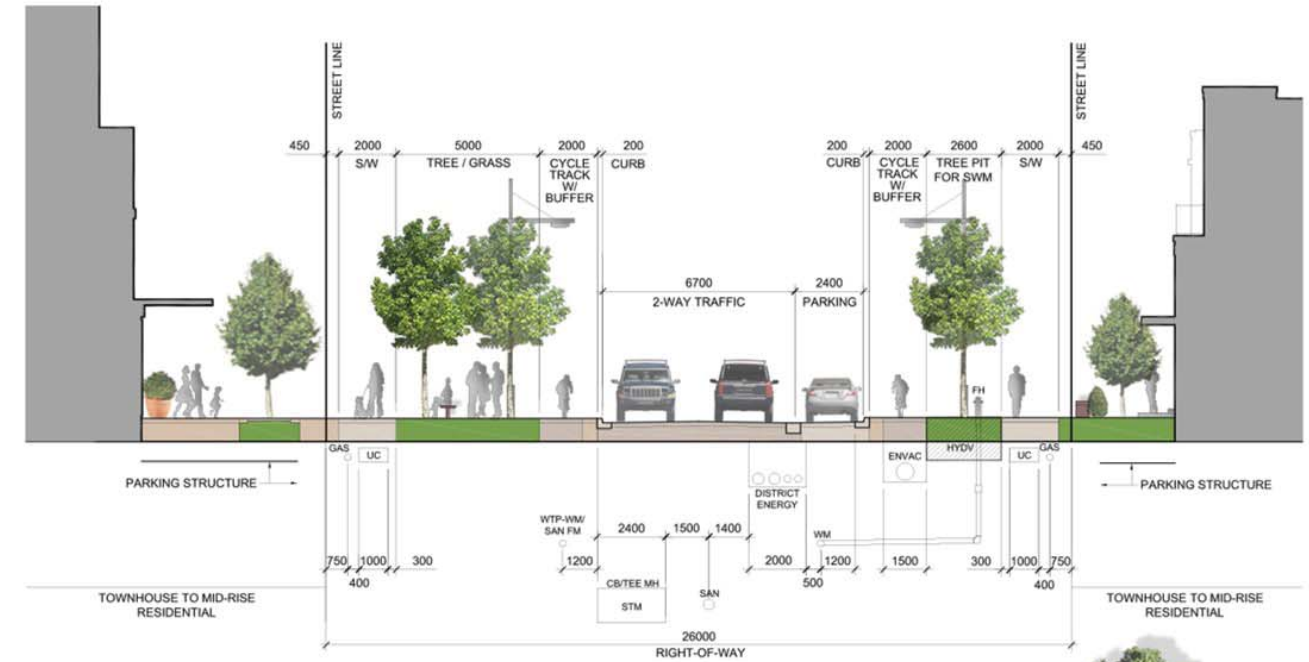 STREET LINE
STREET LINE
450 2000 5000 2000 200 200 2000 2600 2000 450
S/W TREE / GRASS CYCLE CURB CURB CYCLE TREE PIT S/W
TRACK TRACK FOR SWM
W/ W/
BUFFER BUFFER
6700 2400
2-WAY TRAFFIC PARKING
FH
GAS UC ENVAC HYDV UC GAS
PARKING STRUCTURE PARKING STRUCTURE
DISTRICT
ENERGY
WTP-WM/
SAN FM
2400 1500 1400 WM
750 1000 300 1200 2000 1200 1500 300 1000 750
400 500 400
CB/TEE MH
STM SAN
TOWNHOUSE TO MID-RISE TOWNHOUSE TO MID-RISE
RESIDENTIAL RESIDENTIAL
26000
RIGHT-OF-WAY